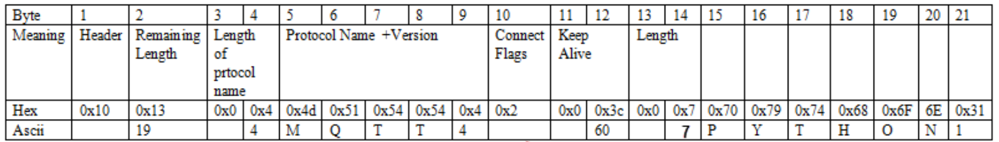 Byte 1 2 3 4 5 6 7 8 9 10 11 12 13 14 15 16 17 18 19 20 21
Meaning Header Remaining Length of Protocol Name +Version Connect Keep Length
Length of Flags Alive
prtocol
name
Hex 0x10 0x13 0x0 0x4 0x4d 0x51 0x54 0x54 0x4 0x2 0x0 0x3c 0x0 0x7 0x70 0x79 0x74 0x68 0x6F 6E 0x31
Ascii 19 4 M Q T T 4 60 7 P Y T H O N 1